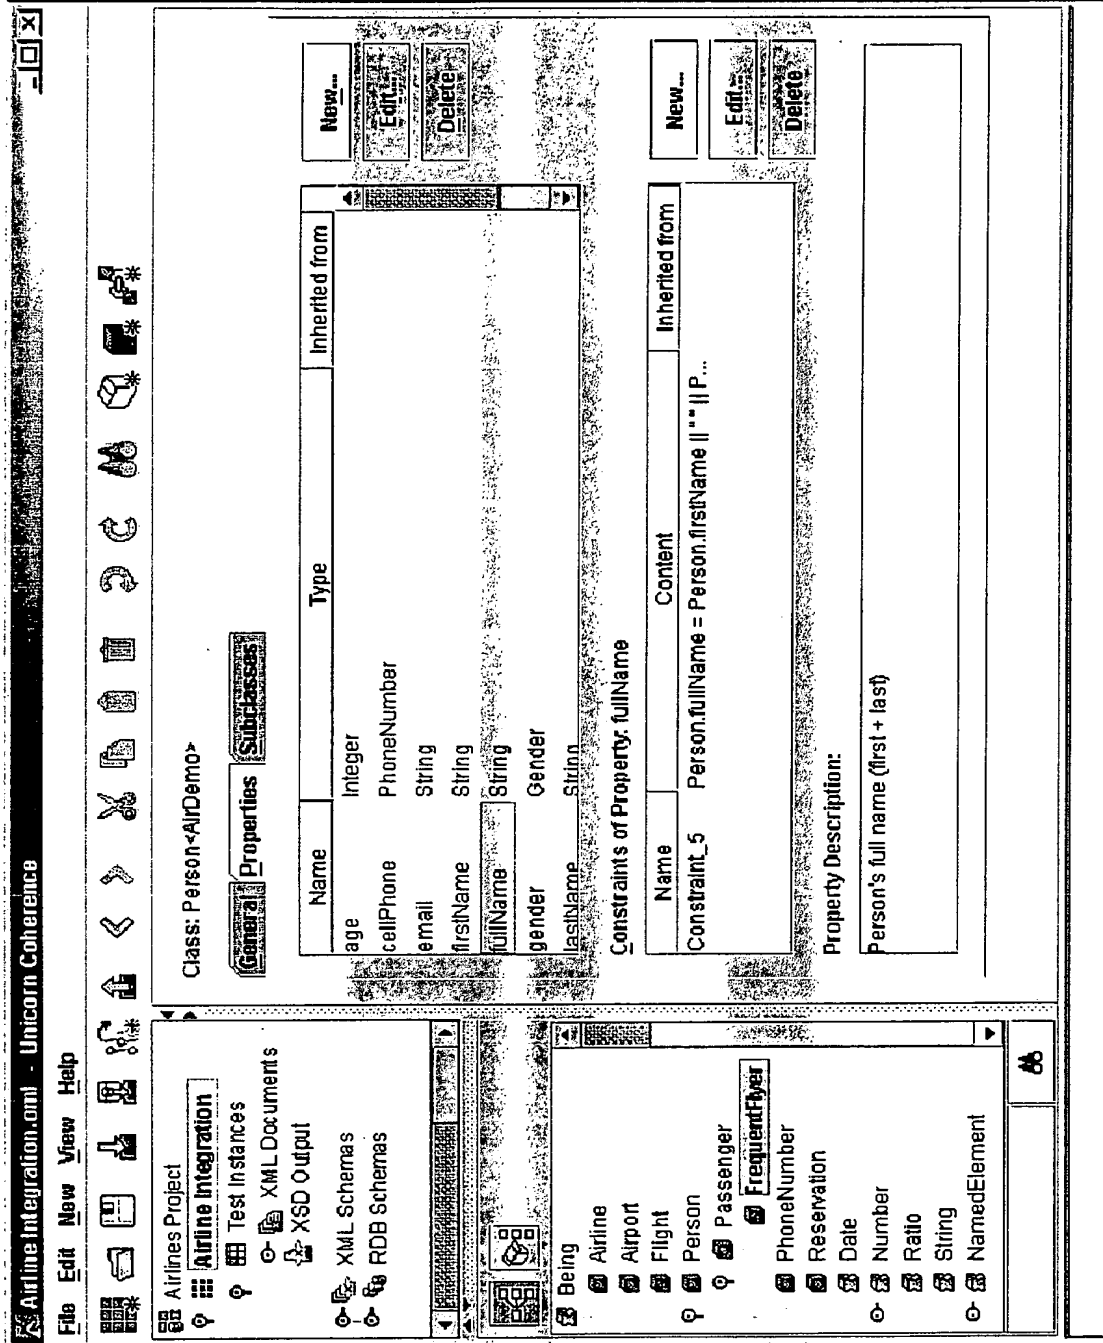 Airline Integration.oml - Unicorn Coherence
File Edit New View Help
Airlines Project
Airline Integration
Test Instances
XML Documents
XSD Output
XML Schemas
RDB Schemas
Being
Airline
Airport
Flight
Person
Passenger
FrequentFlyer
PhoneNumber
Reservation
Date
Number
Ratio
String
NamedElement
Class: Person<AirDemo>
General Properties Subclasses
Name Type Inherited from
age Integer
cellPhone PhoneNumber
email String
firstName String
fullName String
gender Gender
lastName String
New...
Edit...
Delete
Constraints of Property: fullName
Name Content Inherited from
Constraint_5 Person.fullName = Person.firstName || " " || P...
New...
Edit...
Delete
Property Description:
Person's full name (first + last)